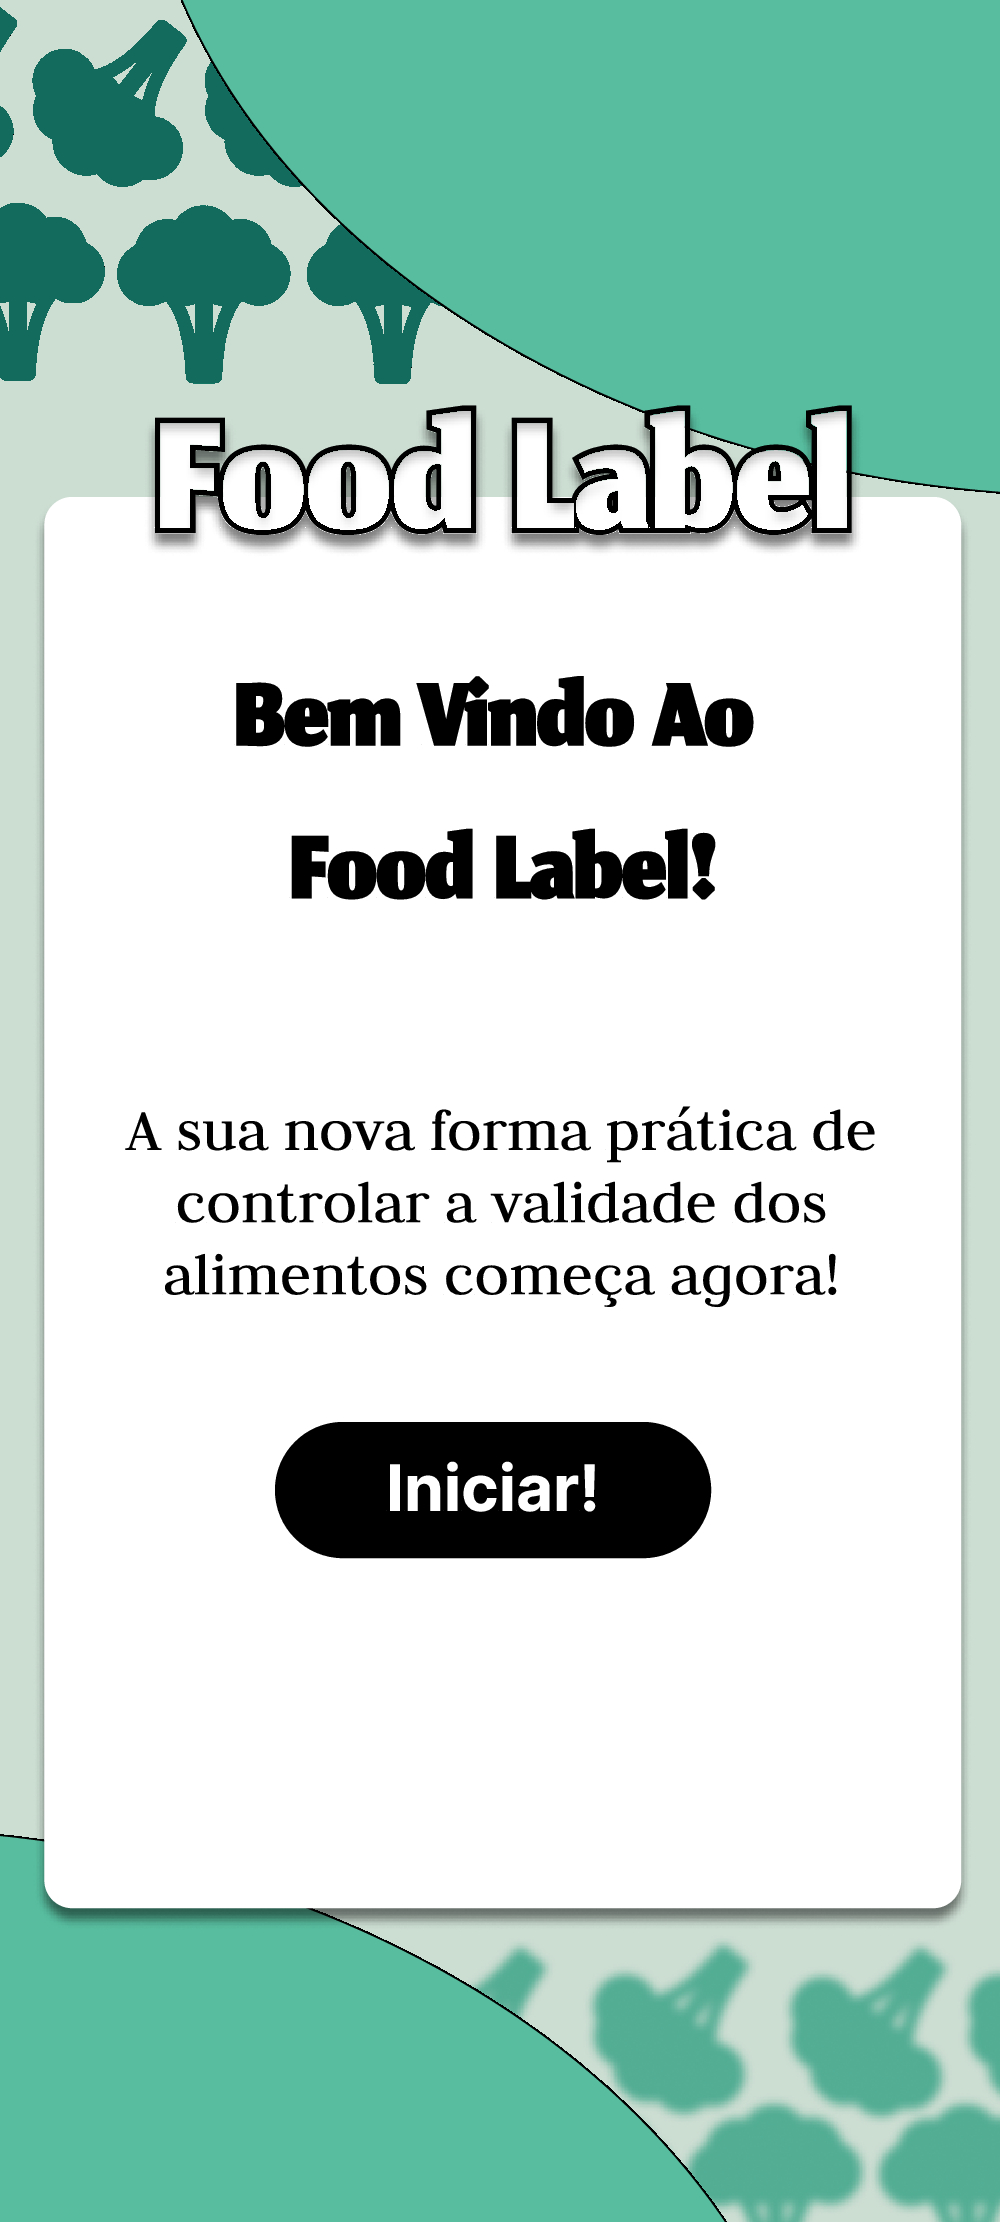 Food Label
Bem Vindo Ao
Food Label!
A sua nova forma prática de
controlar a validade dos
alimentos começa agora!
Iniciar!